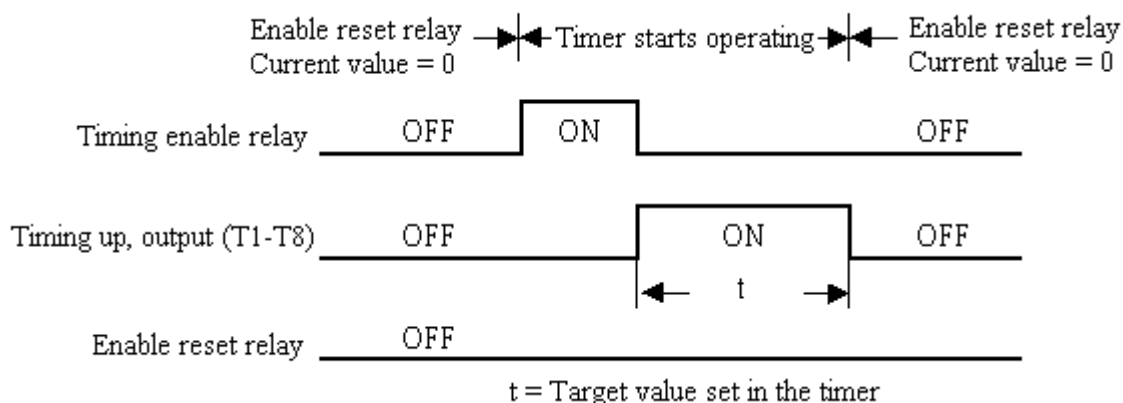 Enable reset relay
Current value = 0
Timer starts operating
Enable reset relay
Current value = 0
Timing enable relay
OFF
ON
OFF
Timing up, output (T1-T8)
OFF
ON
OFF
t
Enable reset relay
OFF
t = Target value set in the timer